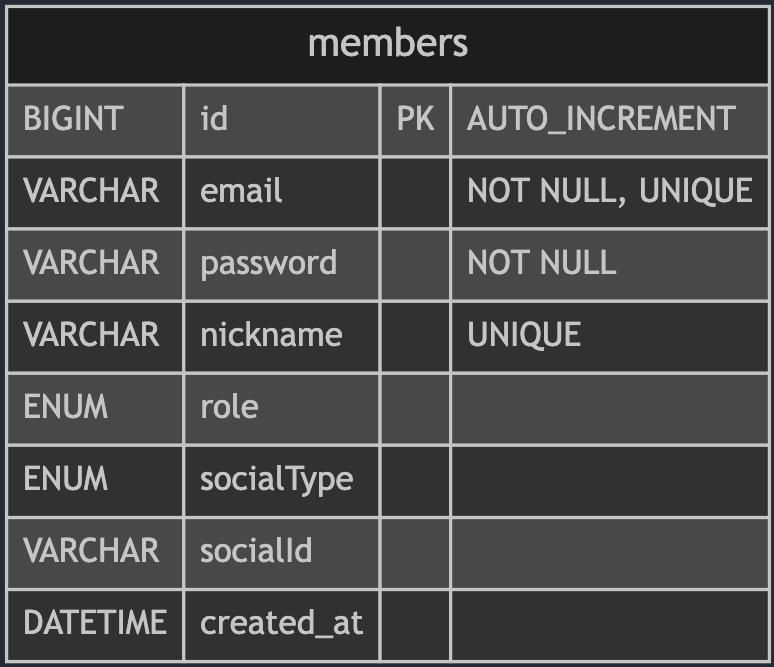 members
BIGINT id PK AUTO_INCREMENT
VARCHAR email NOT NULL, UNIQUE
VARCHAR password NOT NULL
VARCHAR nickname UNIQUE
ENUM role
ENUM socialType
VARCHAR socialId
DATETIME created_at